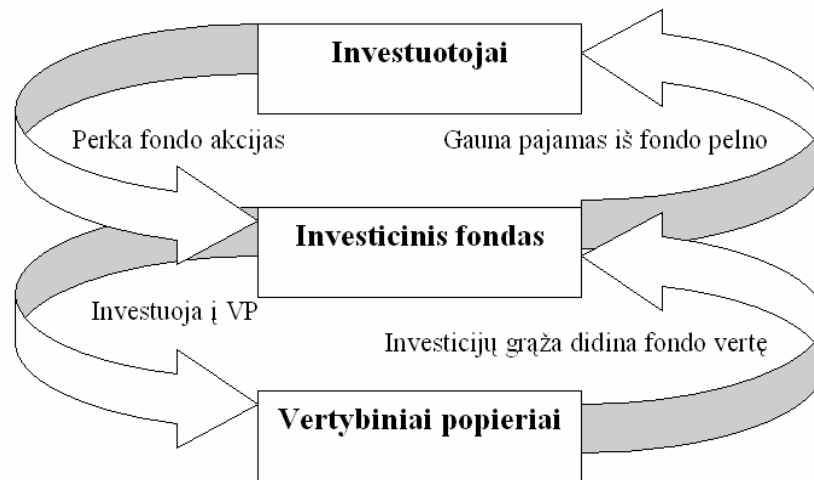 Investuotojai
Perka fondo akcijas
Gauna pajamas iš fondo pelno
Investicinis fondas
Investuoja į VP
Investicijų grąža didina fondo vertę
Vertybiniai popieriai